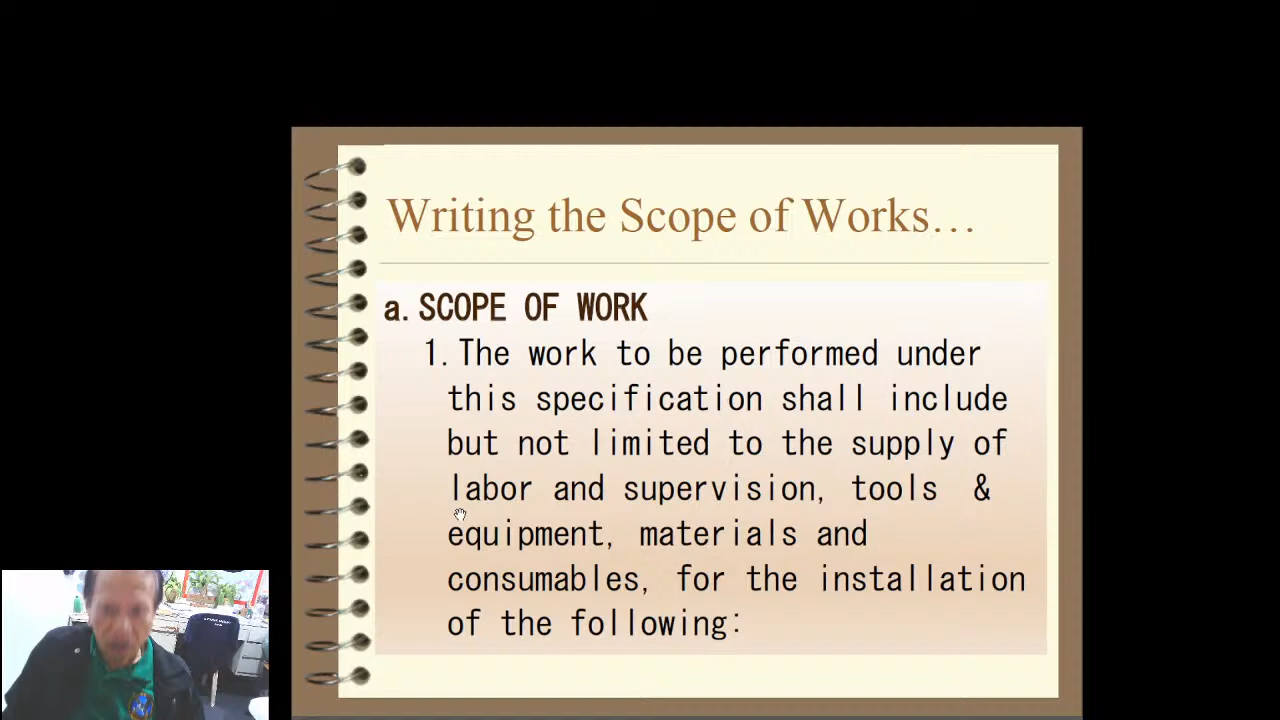 Writing the Scope of Works...
a. SCOPE OF WORK
1. The work to be performed under
this specification shall include
but not limited to the supply of
labor and supervision, tools &
equipment, materials and
consumables, for the installation
of the following: